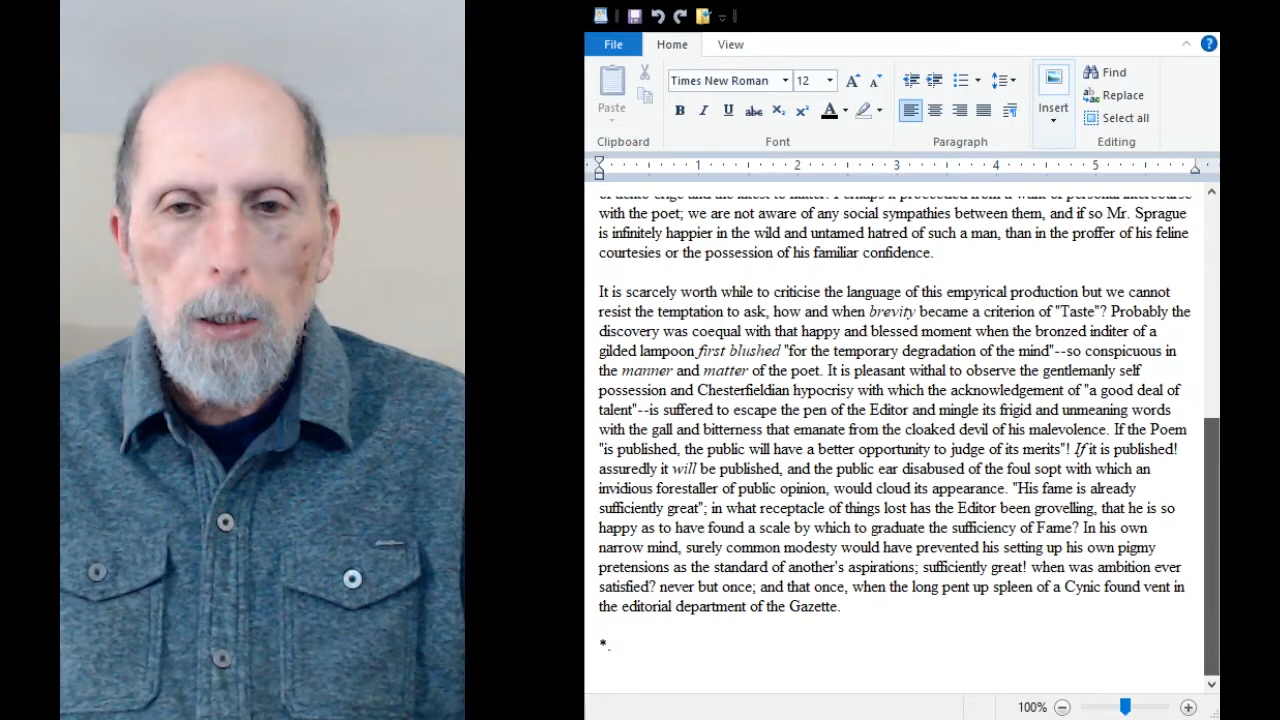 File Home View
Times New Roman 12
Paste
B I U abc X₂ X² A
Insert
Find
Replace
Select all
Clipboard Font Paragraph Editing
1 2 3 4 5
with the poet; we are not aware of any social sympathies between them, and if so Mr. Sprague
is infinitely happier in the wild and untamed hatred of such a man, than in the proffer of his feline
courtesies or the possession of his familiar confidence.
It is scarcely worth while to criticise the language of this empyrical production but we cannot
resist the temptation to ask, how and when brevity became a criterion of "Taste"? Probably the
discovery was coequal with that happy and blessed moment when the bronzed inditer of a
gilded lampoon first blushed "for the temporary degradation of the mind"--so conspicuous in
the manner and matter of the poet. It is pleasant withal to observe the gentlemanly self
possession and Chesterfieldian hypocrisy with which the acknowledgement of "a good deal of
talent"--is suffered to escape the pen of the Editor and mingle its frigid and unmeaning words
with the gall and bitterness that emanate from the cloaked devil of his malevolence. If the Poem
"is published, the public will have a better opportunity to judge of its merits"! If it is published!
assuredly it will be published, and the public ear disabused of the foul sopt with which an
invidious forestaller of public opinion, would cloud its appearance. "His fame is already
sufficiently great"; in what receptacle of things lost has the Editor been grovelling, that he is so
happy as to have found a scale by which to graduate the sufficiency of Fame? In his own
narrow mind, surely common modesty would have prevented his setting up his own pigmy
pretensions as the standard of another's aspirations; sufficiently great! when was ambition ever
satisfied? never but once; and that once, when the long pent up spleen of a Cynic found vent in
the editorial department of the Gazette.
*.
100%